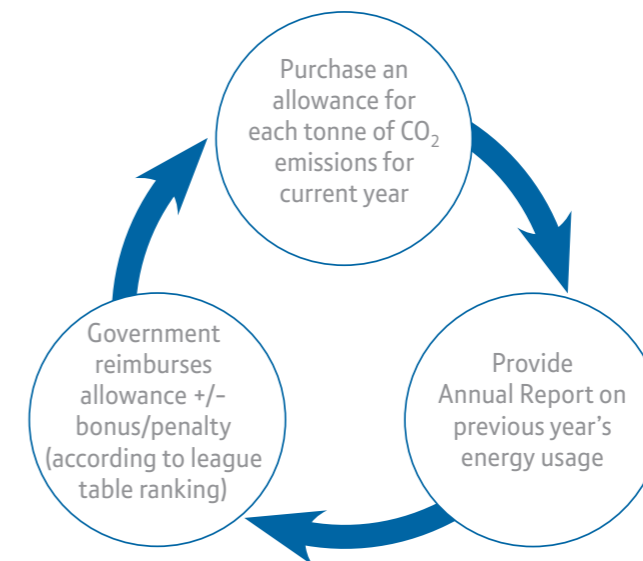 Purchase an
allowance for
each tonne of CO₂
emissions for
current year
Provide
Annual Report on
previous year’s
energy usage
Government
reimburses
allowance +/–
bonus/penalty
(according to league
table ranking)